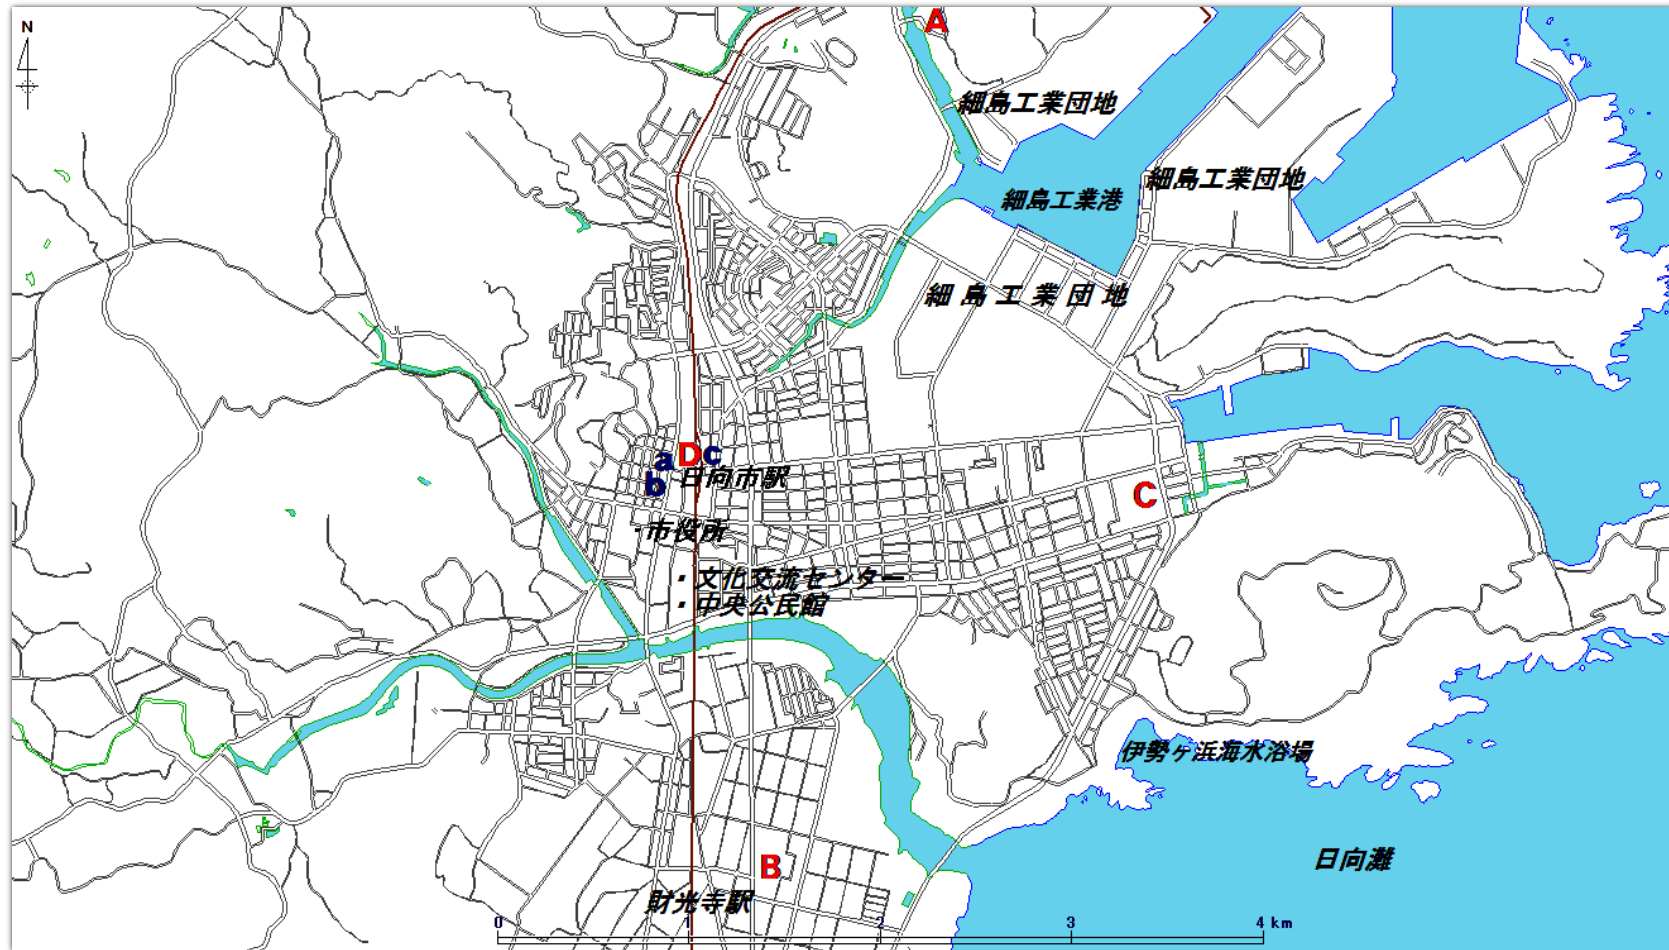 N
A
細島工業団地
細島工業団地
細島工業港
細島工業団地
a D c
日向市駅
b
C
・市役所
・文化交流センター
・中央公民館
伊勢ヶ浜海水浴場
日向灘
B
財光寺駅
0 1 2 3 4 km